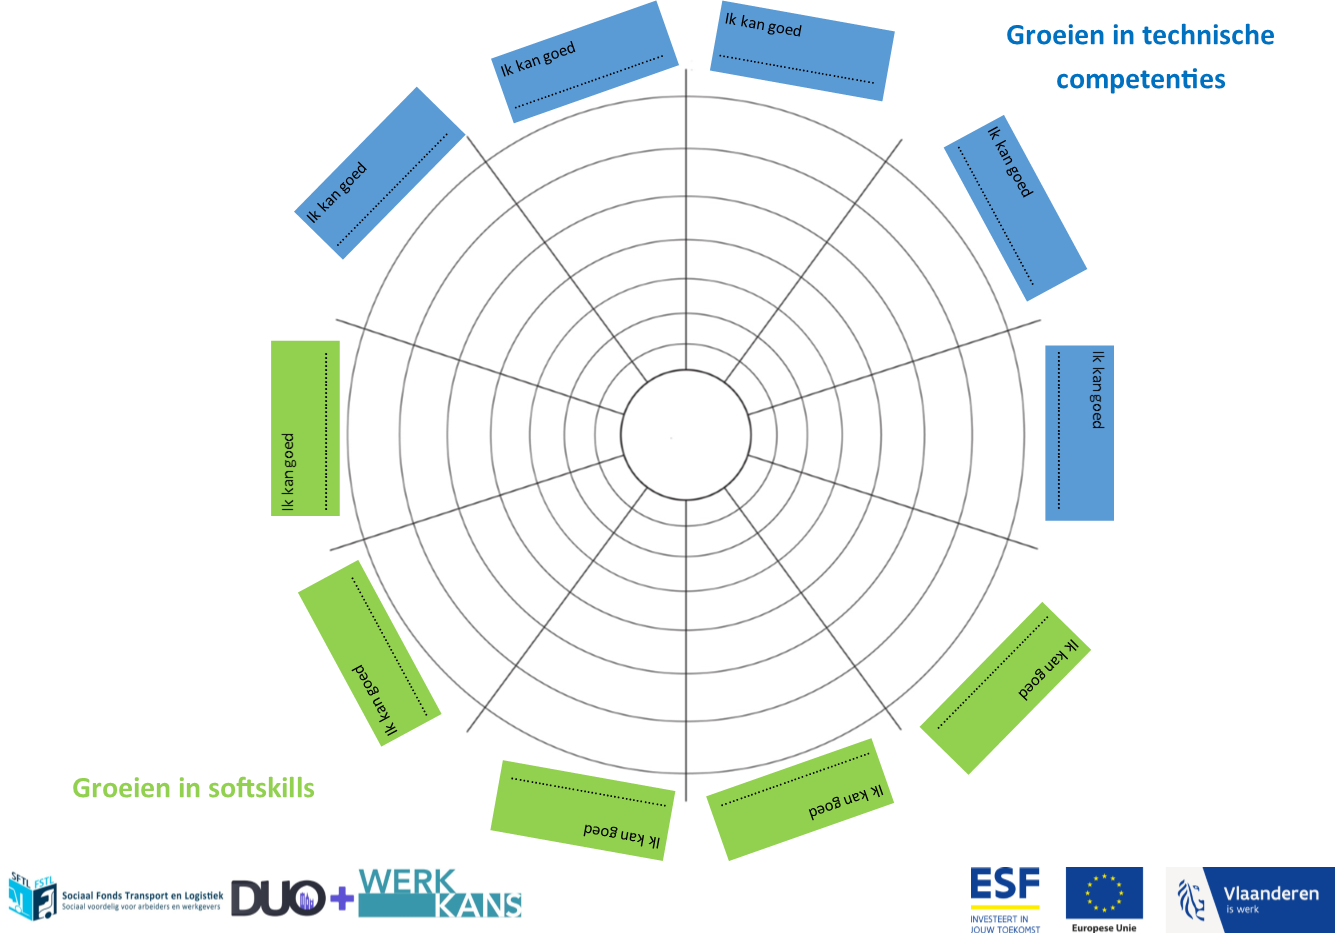 Groeien in technische
competenties
Ik kan goed
Ik kan goed
Ik kan goed
Ik kan goed
Ik kan goed
Ik kan goed
Ik kan goed
Ik kan goed
Ik kan goed
Ik kan goed
Groeien in softskills
SFTL FSTL
Sociaal Fonds Transport en Logistiek
Sociaal voordelig voor arbeiders en werkgevers
DUO+
WERK
KANS
ESF
INVESTEERT IN
JOUW TOEKOMST
Europese Unie
Vlaanderen
is werk